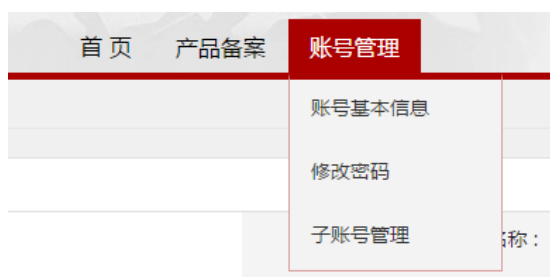 首页 产品备案 账号管理
账号基本信息
修改密码
子账号管理
称：